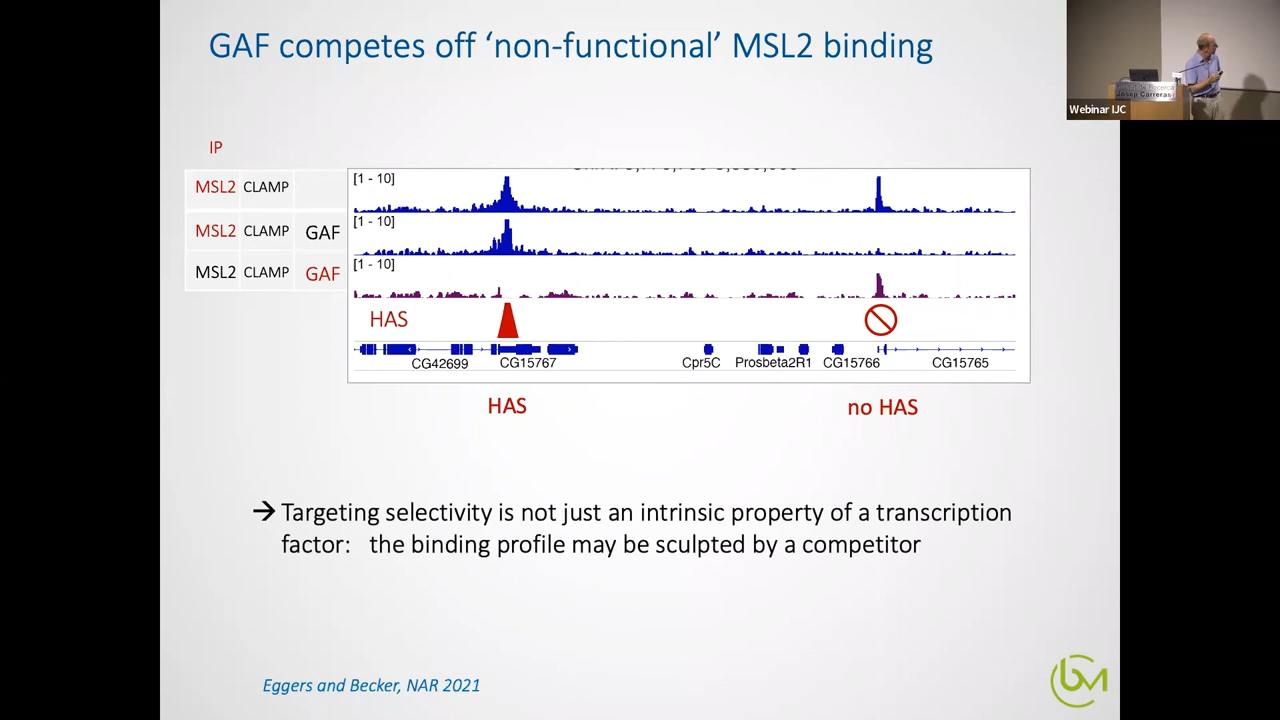 GAF competes off ‘non-functional’ MSL2 binding
Webinar IJC
Josep Carreras
IP
MSL2 CLAMP
MSL2 CLAMP GAF
MSL2 CLAMP GAF
[1 - 10]
[1 - 10]
[1 - 10]
HAS
CG42699 CG15767 Cpr5C Prosbeta2R1 CG15766 CG15765
HAS no HAS
→ Targeting selectivity is not just an intrinsic property of a transcription
factor: the binding profile may be sculpted by a competitor
Eggers and Becker, NAR 2021
bm